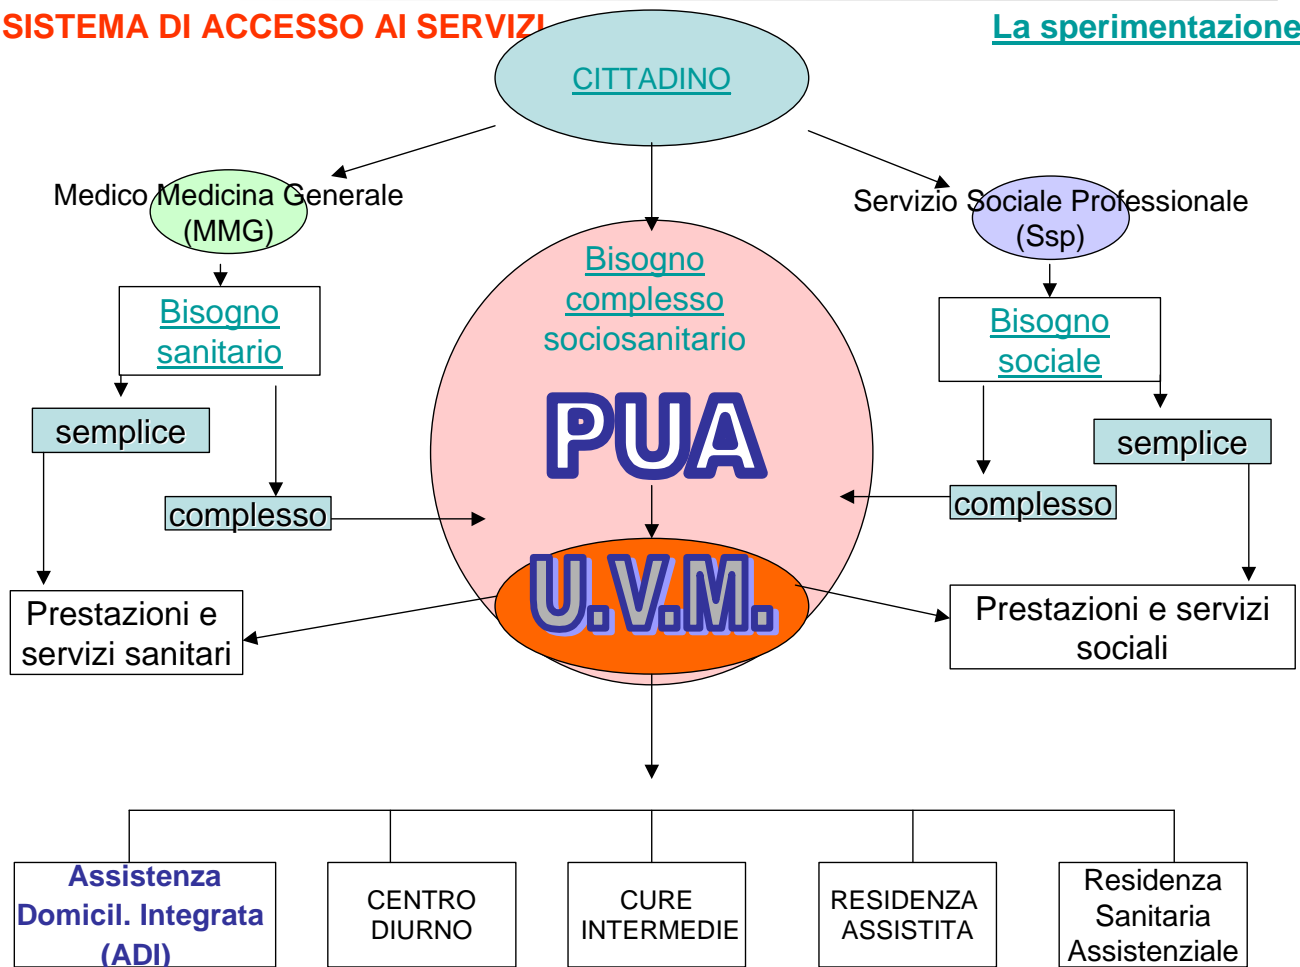 SISTEMA DI ACCESSO AI SERVIZI
La sperimentazione
CITTADINO
Medico Medicina Generale
(MMG)
Servizio Sociale Professionale
(Ssp)
Bisogno
complesso
sociosanitario
Bisogno
sanitario
Bisogno
sociale
semplice
complesso
PUA
semplice
complesso
U.V.M.
Prestazioni e
servizi sanitari
Prestazioni e servizi
sociali
Assistenza
Domicil. Integrata
(ADI)
CENTRO
DIURNO
CURE
INTERMEDIE
RESIDENZA
ASSISTITA
Residenza
Sanitaria
Assistenziale